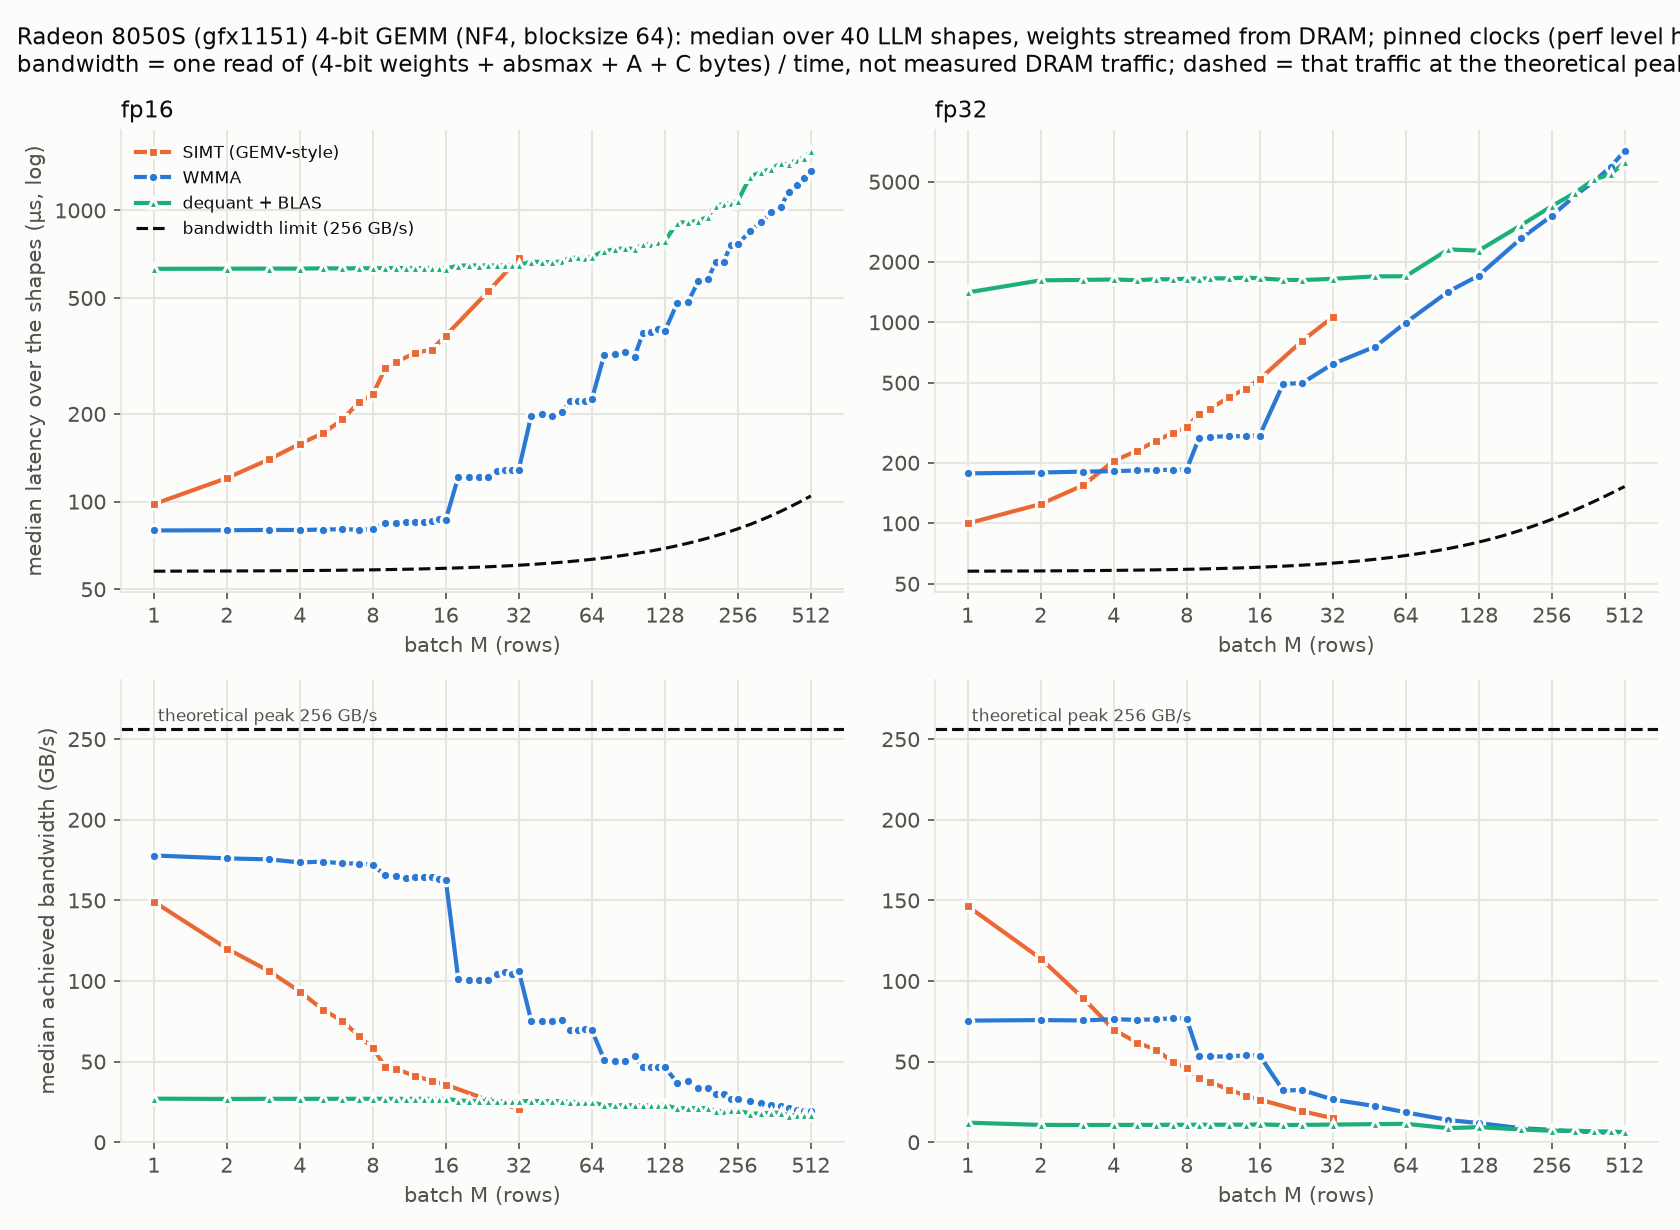 Radeon 8050S (gfx1151) 4-bit GEMM (NF4, blocksize 64): median over 40 LLM shapes, weights streamed from DRAM; pinned clocks (perf level
bandwidth = one read of (4-bit weights + absmax + A + C bytes) / time, not measured DRAM traffic; dashed = that traffic at the theoretical
fp16
median latency over the shapes (µs, log)
1000
500
200
100
50
SIMT (GEMV-style)
WMMA
dequant + BLAS
bandwidth limit (256 GB/s)
1 2 4 8 16 32 64 128 256 512
batch M (rows)
fp32
5000
2000
1000
500
200
100
50
1 2 4 8 16 32 64 128 256 512
batch M (rows)
median achieved bandwidth (GB/s)
theoretical peak 256 GB/s
250
200
150
100
50
0
1 2 4 8 16 32 64 128 256 512
batch M (rows)
theoretical peak 256 GB/s
250
200
150
100
50
0
1 2 4 8 16 32 64 128 256 512
batch M (rows)